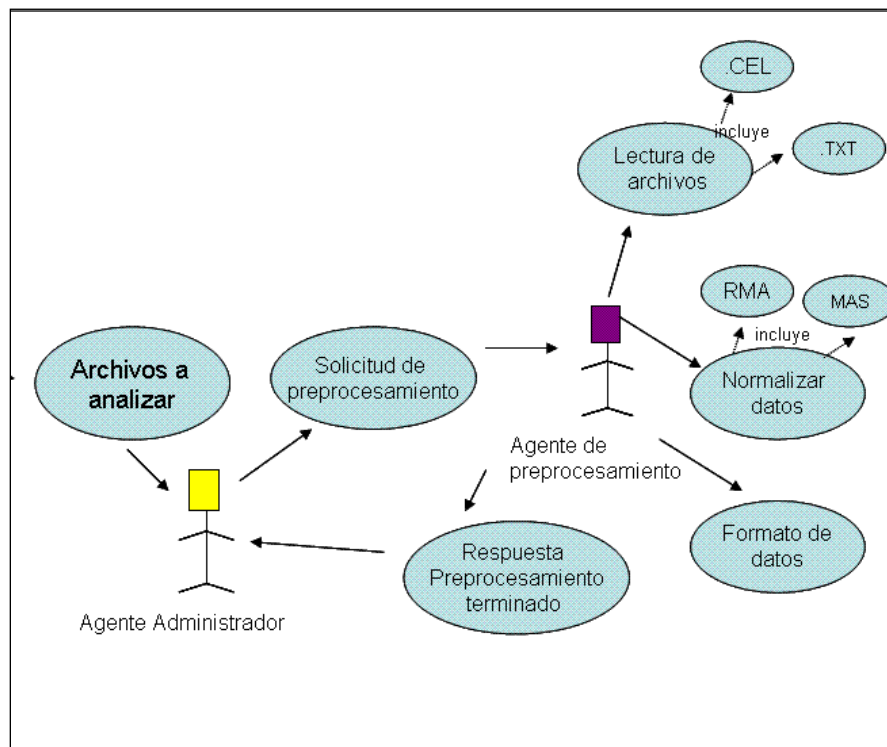 .CEL
incluye
.TXT
Lectura de
archivos
RMA
MAS
incluye
Normalizar
datos
Archivos a
analizar
Solicitud de
preprocesamiento
Agente de
preprocesamiento
Formato de
datos
Respuesta
Preprocesamiento
terminado
Agente Administrador